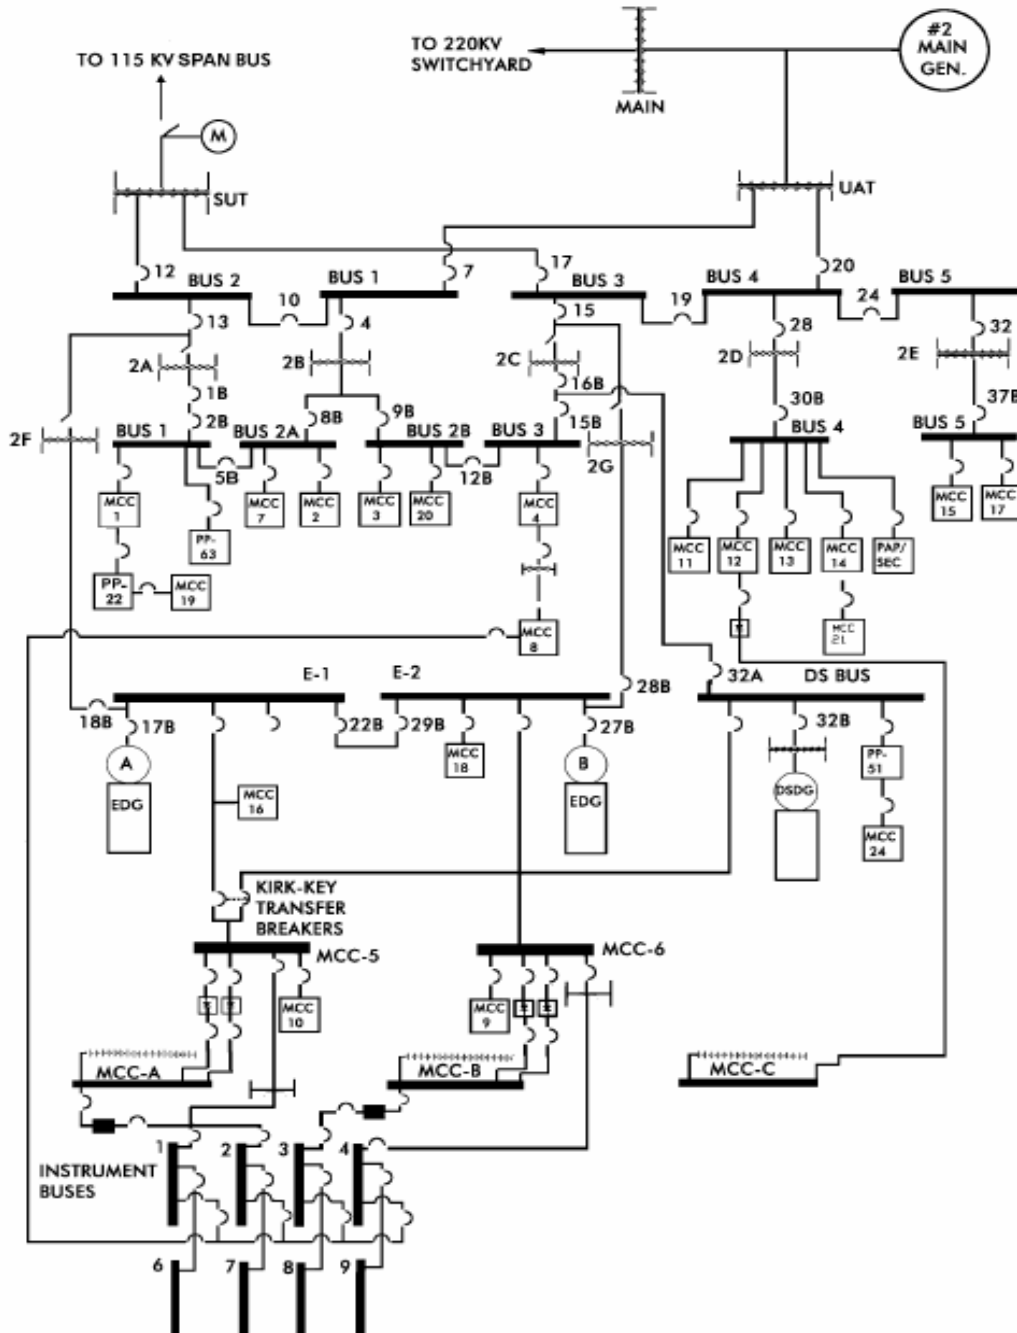 TO 115 KV SPAN BUS
TO 220KV
SWITCHYARD
MAIN
#2
MAIN
GEN.
M
SUT
UAT
12
BUS 2
10
BUS 1
7
17
BUS 3
15
19
BUS 4
20
24
BUS 5
13
4
28
32
2A
2B
2C
2D
2E
1B
2B
8B
9B
16B
15B
30B
37B
2F
BUS 1
BUS 2A
BUS 2B
BUS 3
2G
BUS 4
BUS 5
5B
12B
MCC
1
PP-
63
MCC
7
MCC
2
MCC
3
MCC
20
MCC
4
MCC
15
MCC
17
MCC
11
MCC
12
MCC
13
MCC
14
PAP/
SEC
PP-
22
MCC
19
MCC
8
MCC
21
E-1
E-2
28B
32A
DS BUS
18B
17B
22B
29B
27B
32B
A
EDG
MCC
18
B
EDG
DSDG
PP-
51
MCC
16
MCC
24
KIRK-KEY
TRANSFER
BREAKERS
MCC-5
MCC-6
MCC
10
MCC
9
MCC-A
MCC-B
MCC-C
1
2
3
4
INSTRUMENT
BUSES
6
7
8
9